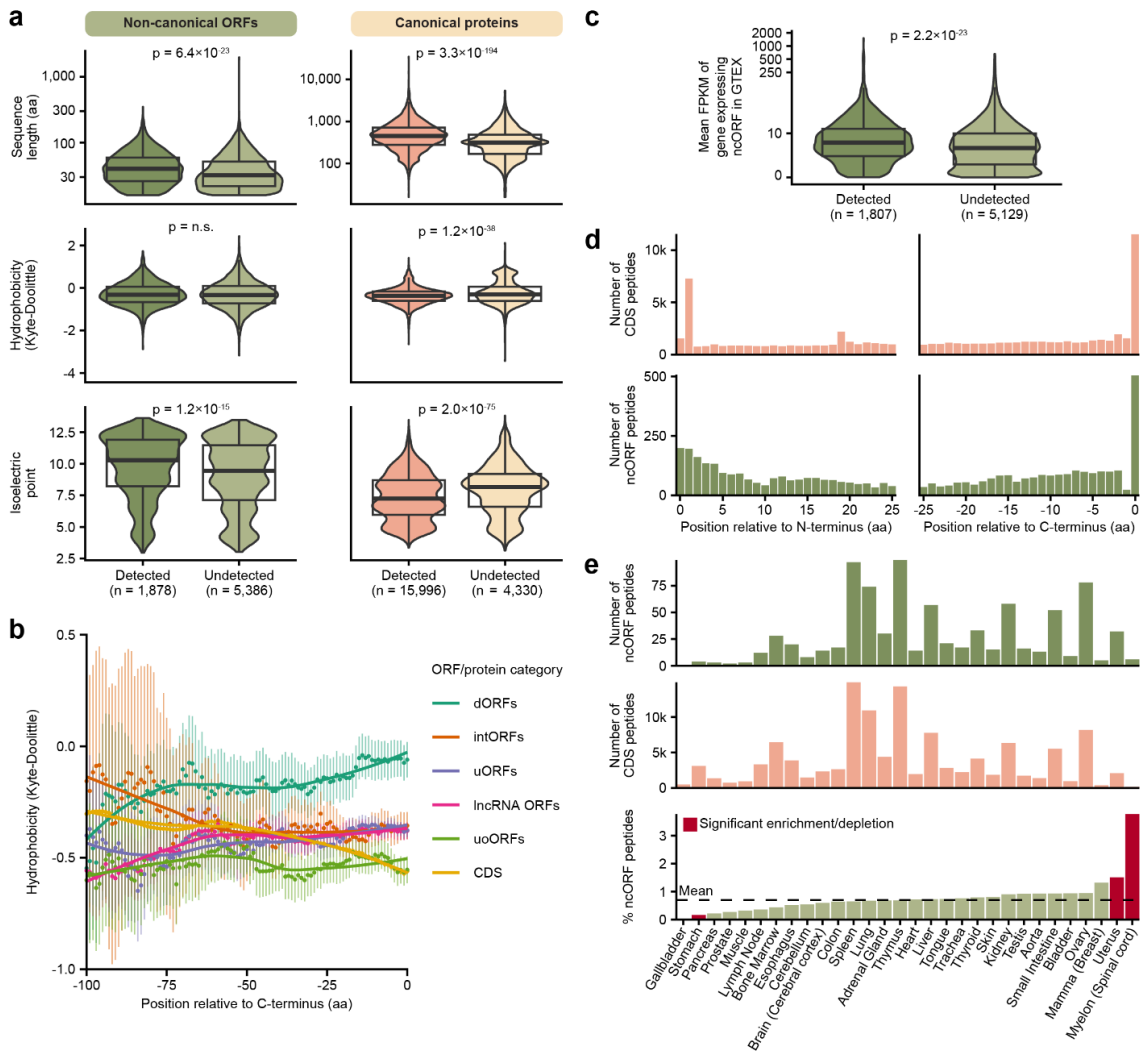 a
Non-canonical ORFs
Canonical proteins
p = 6.4×10-23
p = 3.3×10-194
Sequence
length (aa)
1,000
300
100
30
10,000
1,000
100
p = n.s.
p = 1.2×10-38
Hydrophobicity
(Kyte-Doolittle)
2
0
-2
-4
p = 1.2×10-15
p = 2.0×10-75
Isoelectric
point
12.5
10.0
7.5
5.0
2.5
Detected
(n = 1,878)
Undetected
(n = 5,386)
Detected
(n = 15,996)
Undetected
(n = 4,330)
b
Hydrophobicity (Kyte-Doolittle)
0.5
0.0
-0.5
-1.0
-100
-75
-50
-25
0
Position relative to C-terminus (aa)
ORF/protein category
dORFs
intORFs
uORFs
lncRNA ORFs
uoORFs
CDS
c
Mean FPKM of
gene expressing
ncORF in GTEX
2000
1000
500
250
10
0
p = 2.2×10-23
Detected
(n = 1,807)
Undetected
(n = 5,129)
d
Number of
CDS peptides
10k
5k
0
Number of
ncORF peptides
500
250
0
0 5 10 15 20 25
Position relative to N-terminus (aa)
-25 -20 -15 -10 -5 0
Position relative to C-terminus (aa)
e
Number of
ncORF peptides
75
50
25
0
Number of
CDS peptides
10k
5k
0
% ncORF peptides
3
2
1
0
Significant enrichment/depletion
Mean
Gallbladder
Stomach
Pancreas
Prostate
Muscle
Lymph Node
Bone Marrow
Esophagus
Cerebellum
Brain (Cerebral cortex)
Colon
Spleen
Lung
Adrenal Gland
Thymus
Heart
Liver
Tongue
Trachea
Thyroid
Skin
Kidney
Testis
Aorta
Small Intestine
Bladder
Ovary
Mamma (Breast)
Uterus
Myelon (Spinal cord)